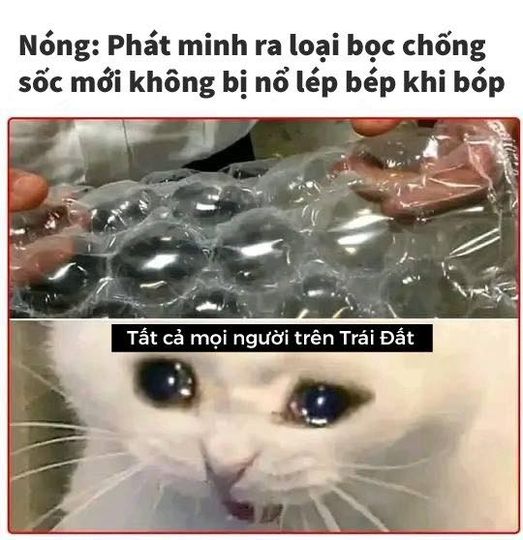 Nóng: Phát minh ra loại bọc chống
sốc mới không bị nổ lép bép khi bóp
Tất cả mọi người trên Trái Đất